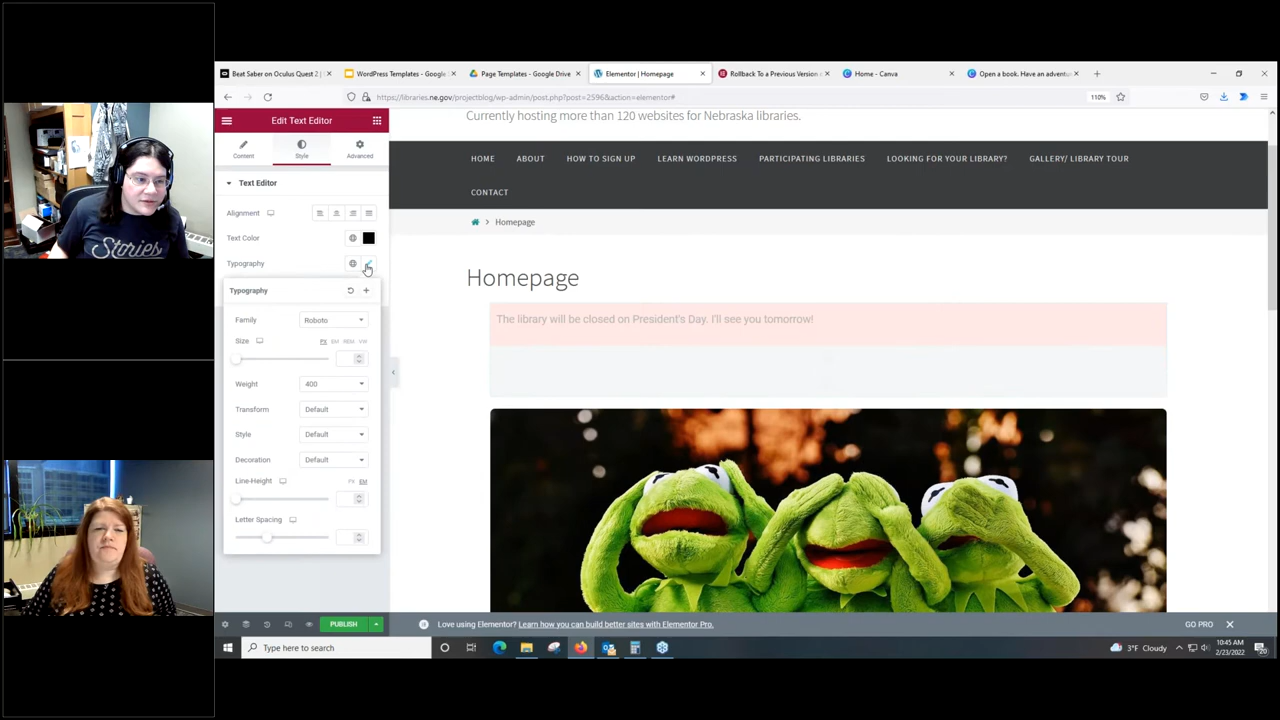 Beat Saber on Oculus Quest 2 |
WordPress Templates - Google
Page Templates - Google Drive
Elementor | Homepage
Rollback To a Previous Version
Home - Canva
Open a book. Have an adventu
https://libraries.ne.gov/projectblog/wp-admin/post.php?post=2596&action=elementor#
110%
Edit Text Editor
Content
Style
Advanced
Text Editor
Alignment
Text Color
Typography
Typography
Family
Roboto
Size
PX EM REM VW
Weight
400
Transform
Default
Style
Default
Decoration
Default
Line-Height
PX EM
Letter Spacing
PUBLISH
Currently hosting more than 120 websites for Nebraska libraries.
HOME ABOUT HOW TO SIGN UP LEARN WORDPRESS PARTICIPATING LIBRARIES LOOKING FOR YOUR LIBRARY? GALLERY/ LIBRARY TOUR
CONTACT
Homepage
Homepage
The library will be closed on President's Day. I'll see you tomorrow!
Love using Elementor? Learn how you can build better sites with Elementor Pro.
GO PRO
Type here to search
3°F Cloudy
10:45 AM
2/23/2022
20
Stories